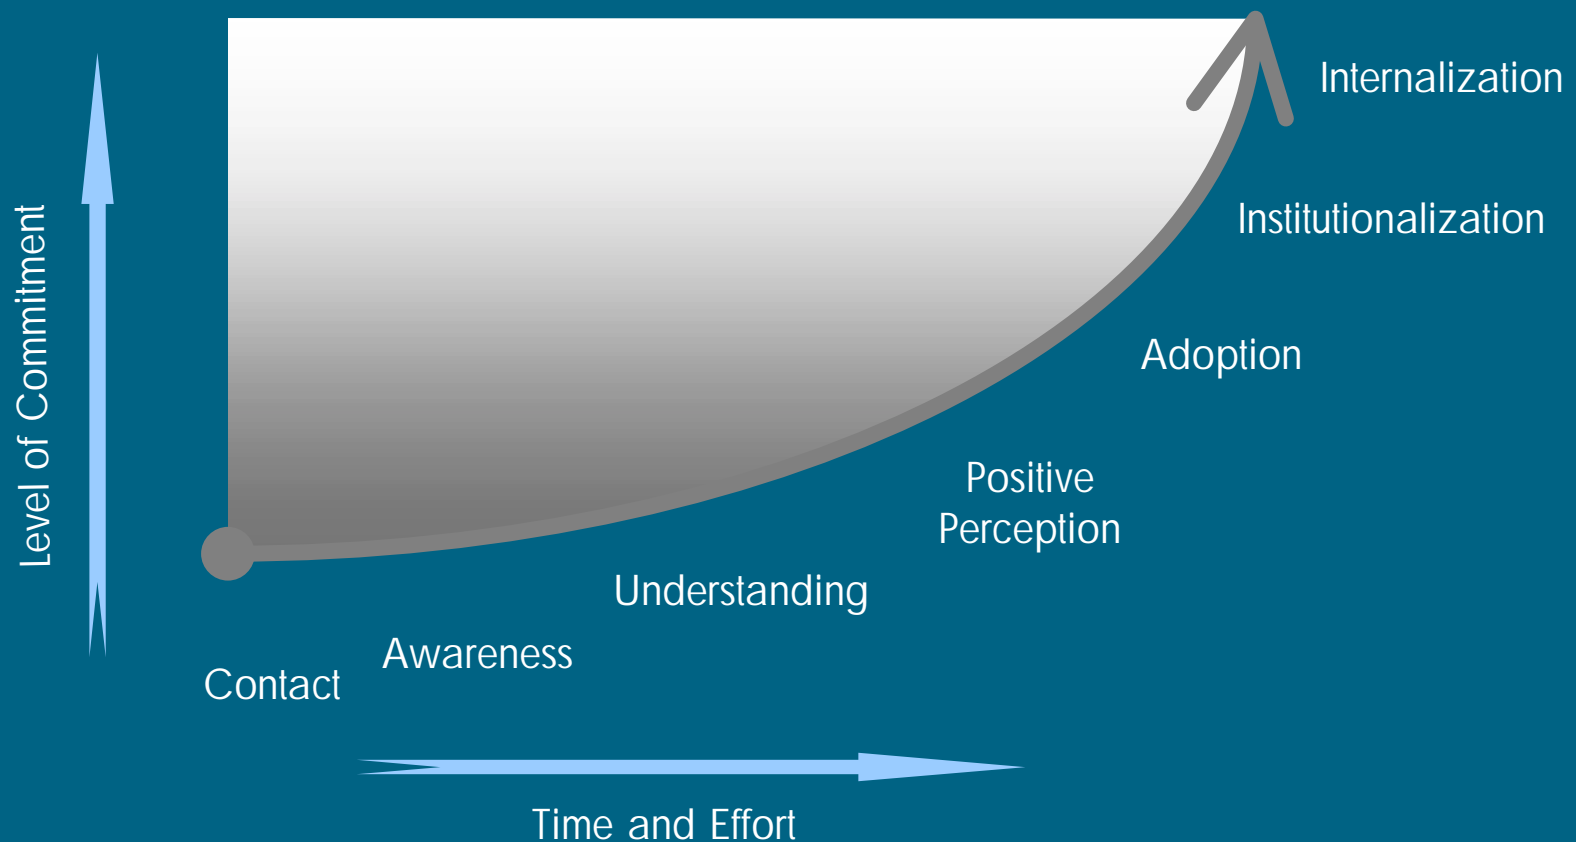 Internalization
Institutionalization
Adoption
Positive
Perception
Understanding
Awareness
Contact
Level of Commitment
Time and Effort